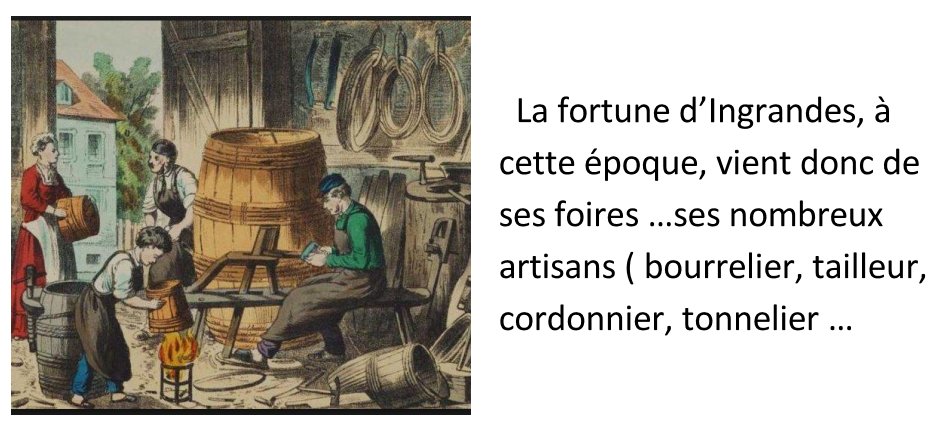 La fortune d’Ingrandes, à
cette époque, vient donc de
ses foires …ses nombreux
artisans ( bourrelier, tailleur,
cordonnier, tonnelier …